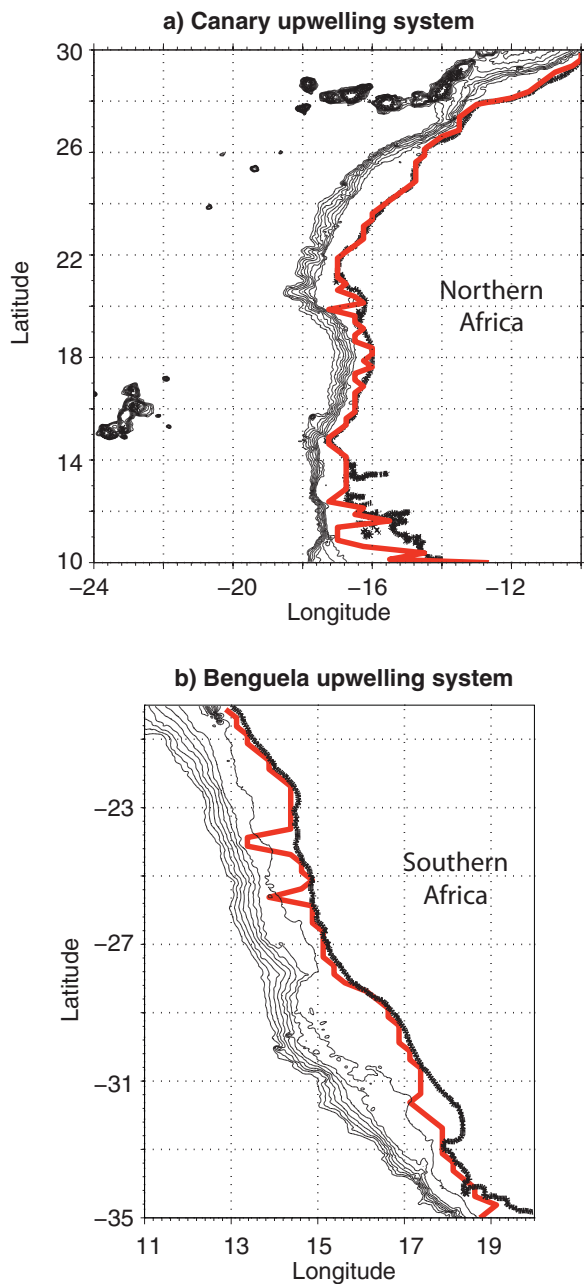 a) Canary upwelling system
30
26
22
18
14
10
Latitude
Northern
Africa
−24
−20
−16
−12
Longitude
b) Benguela upwelling system
−23
−27
−31
−35
Latitude
Southern
Africa
11
13
15
17
19
Longitude